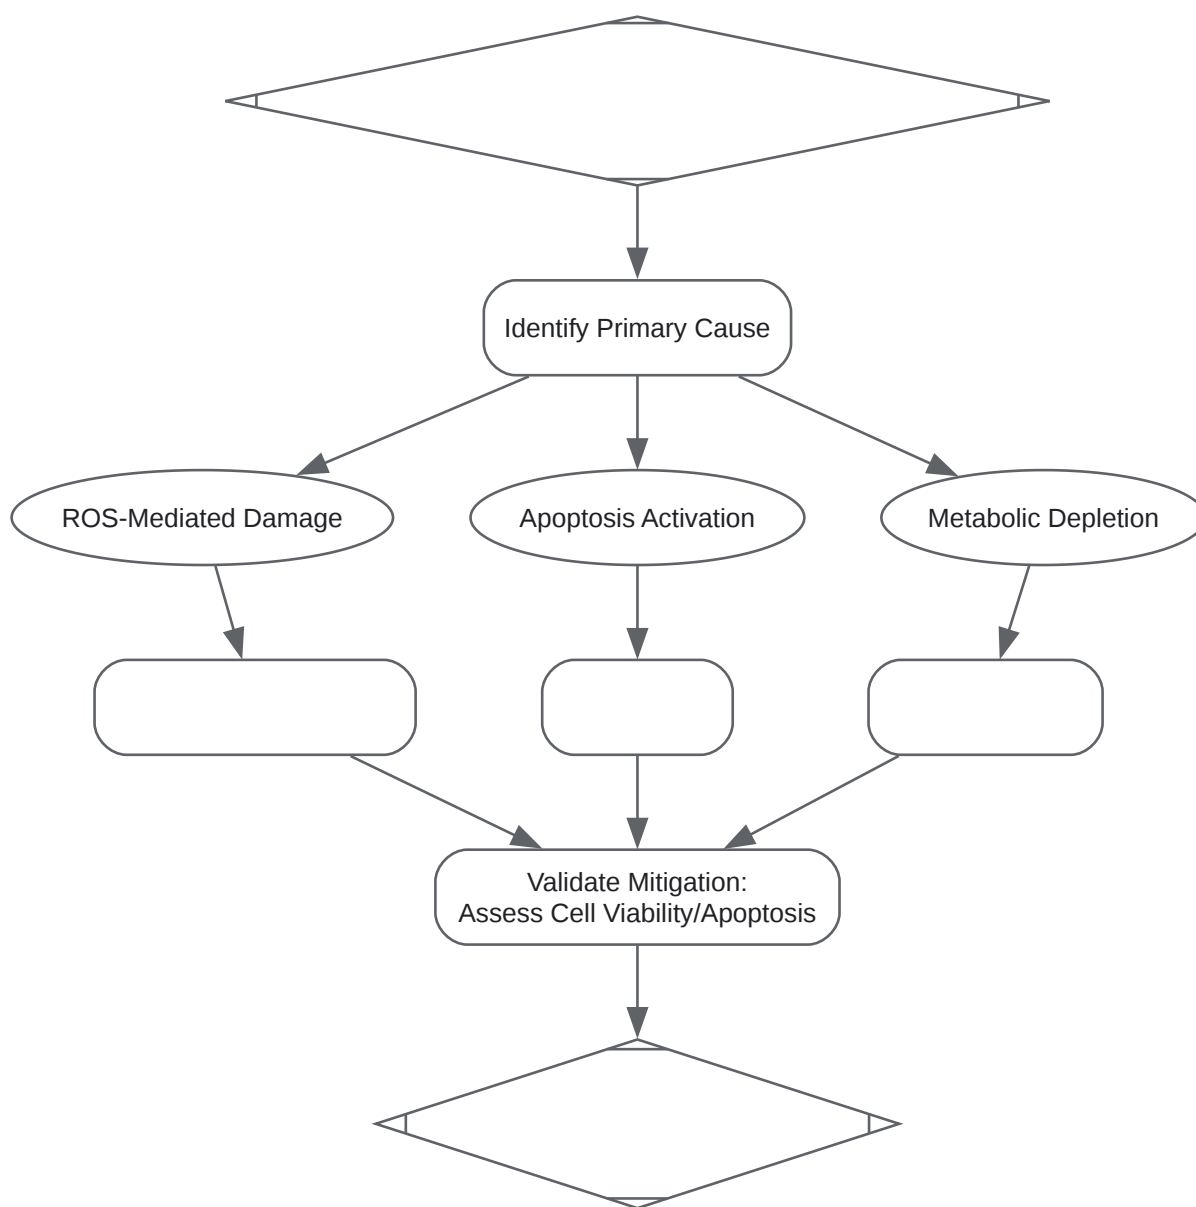 Identify Primary Cause
ROS-Mediated Damage
Apoptosis Activation
Metabolic Depletion
Validate Mitigation:
Assess Cell Viability/Apoptosis